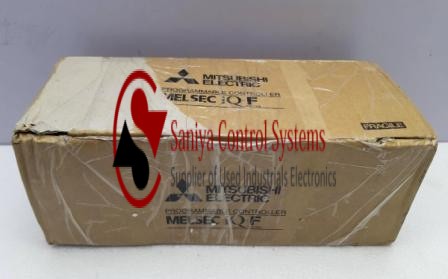 MITSUBISHI
ELECTRIC
PROGRAMMABLE CONTROLLER
MELSEC iQ F
FRAGILE
Saniya Control Systems
Supplier of Used Industrials Electronics
MITSUBISHI
ELECTRIC
PROGRAMMABLE CONTROLLER
MELSEC iQ F